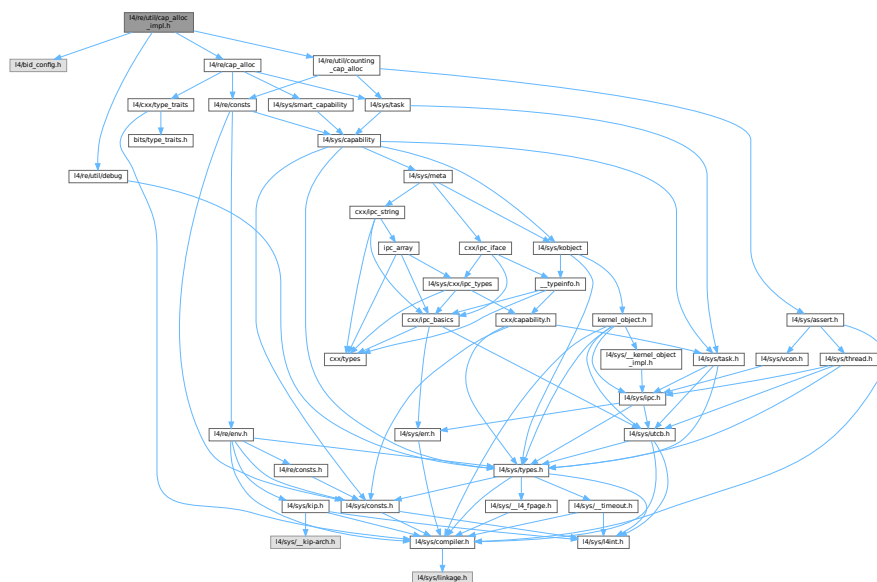 l4/re/util/cap_alloc
_impl.h
l4/bid_config.h
l4/re/cap_alloc
l4/re/util/counting
_cap_alloc
l4/cxx/type_traits
l4/re/consts
l4/sys/smart_capability
l4/sys/task
bits/type_traits.h
l4/sys/capability
l4/re/util/debug
l4/sys/meta
cxx/ipc_string
ipc_array
cxx/ipc_iface
l4/sys/kobject
l4/sys/cxx/ipc_types
__typeinfo.h
cxx/ipc_basics
cxx/capability.h
kernel_object.h
l4/sys/assert.h
cxx/types
l4/sys/__kernel_object
_impl.h
l4/sys/task.h
l4/sys/vcon.h
l4/sys/thread.h
l4/sys/ipc.h
l4/re/env.h
l4/sys/err.h
l4/sys/utcb.h
l4/re/consts.h
l4/sys/types.h
l4/sys/kip.h
l4/sys/consts.h
l4/sys/__l4_fpage.h
l4/sys/__timeout.h
l4/sys/__kip-arch.h
l4/sys/compiler.h
l4/sys/l4int.h
l4/sys/linkage.h